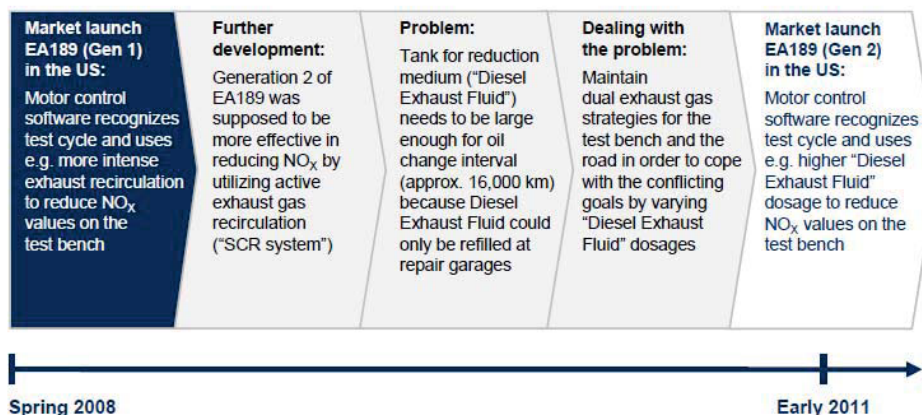 Market launch
EA189 (Gen 1)
in the US:
Motor control
software recognizes
test cycle and uses
e.g. more intense
exhaust recirculation
to reduce NOX
values on the
test bench
Further
development:
Generation 2 of
EA189 was
supposed to be
more effective in
reducing NOX by
utilizing active
exhaust gas
recirculation
(“SCR system”)
Problem:
Tank for reduction
medium (“Diesel
Exhaust Fluid”)
needs to be large
enough for oil
change interval
(approx. 16,000 km)
because Diesel
Exhaust Fluid could
only be refilled at
repair garages
Dealing with
the problem:
Maintain
dual exhaust gas
strategies for the
test bench and the
road in order to cope
with the conflicting
goals by varying
“Diesel Exhaust
Fluid” dosages
Market launch
EA189 (Gen 2)
in the US:
Motor control
software recognizes
test cycle and uses
e.g. higher “Diesel
Exhaust Fluid”
dosage to reduce
NOX values on the
test bench
Spring 2008
Early 2011